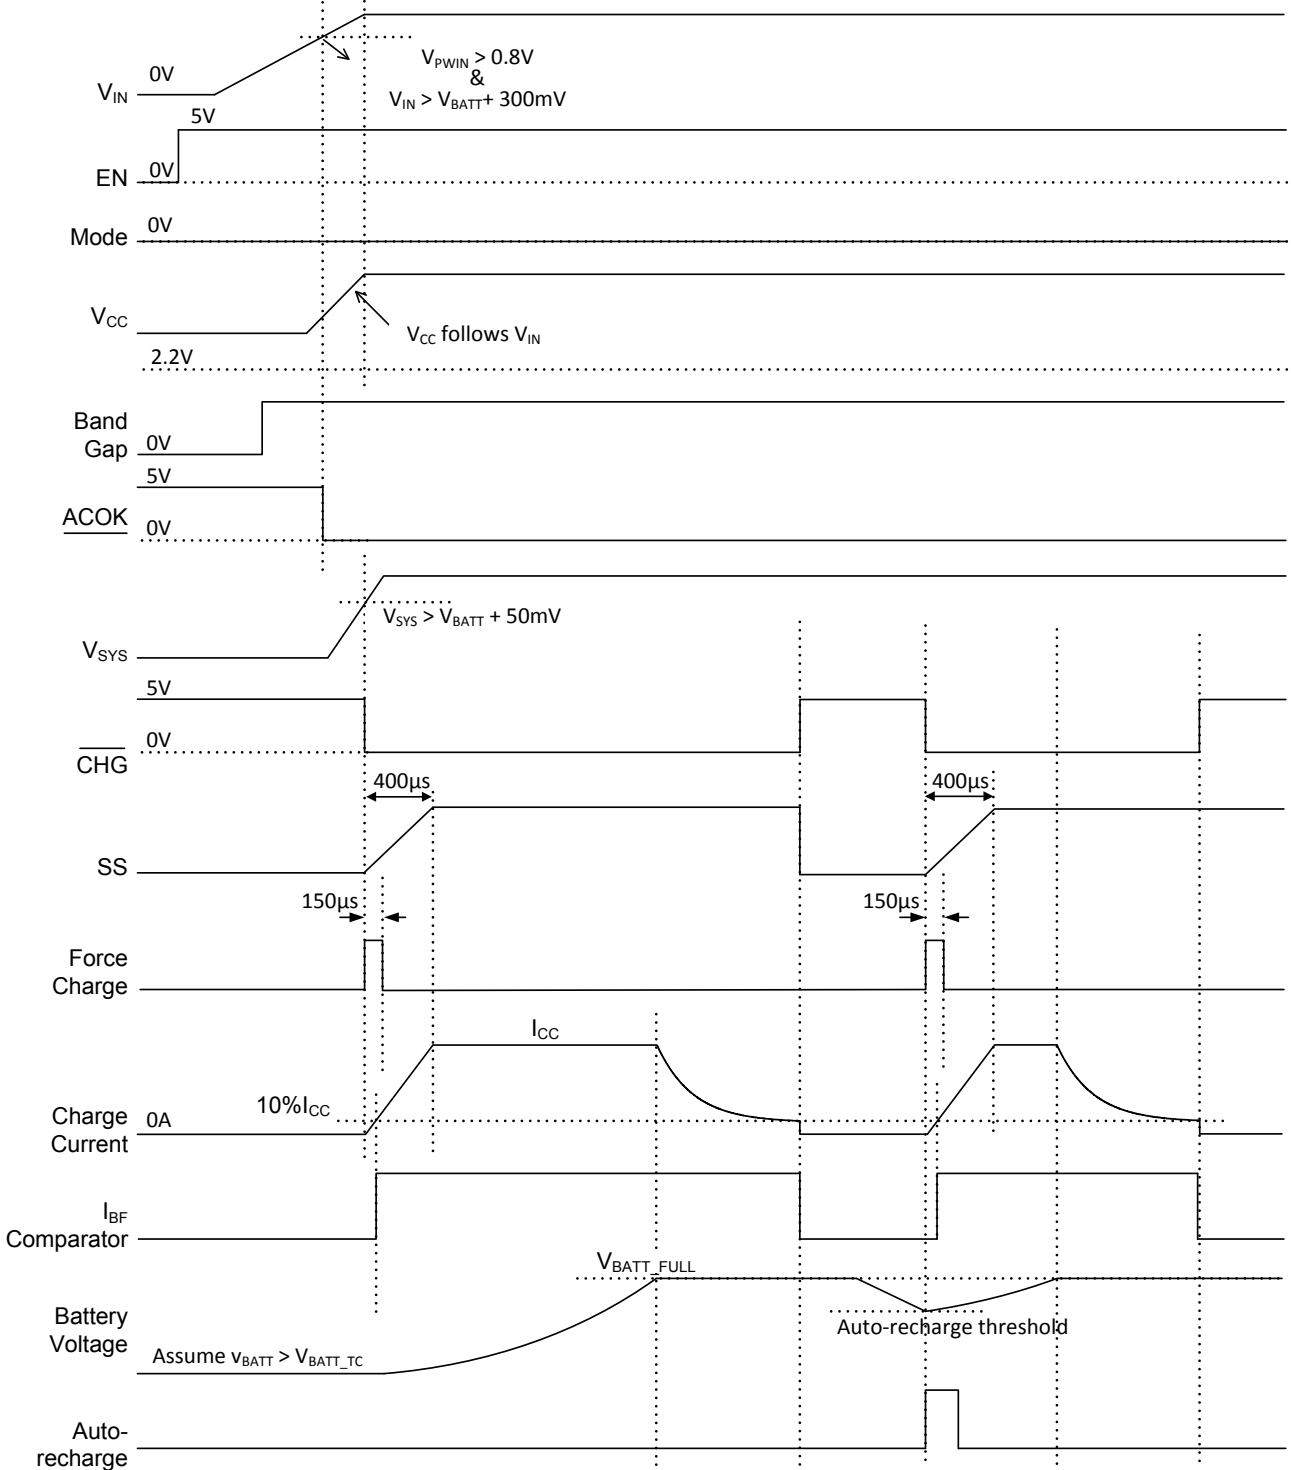 V_IN
0V
V_PWIN > 0.8V
&
V_IN > V_BATT + 300mV
5V
EN
0V
Mode
0V
V_CC
V_CC follows V_IN
2.2V
Band
Gap
0V
5V
ACOK
0V
V_SYS > V_BATT + 50mV
V_SYS
5V
0V
CHG
400µs
400µs
SS
150µs
150µs
Force
Charge
I_CC
10%I_CC
Charge
Current
0A
I_BF
Comparator
V_BATT_FULL
Battery
Voltage
Auto-recharge threshold
Assume v_BATT > V_BATT_TC
Auto-
recharge